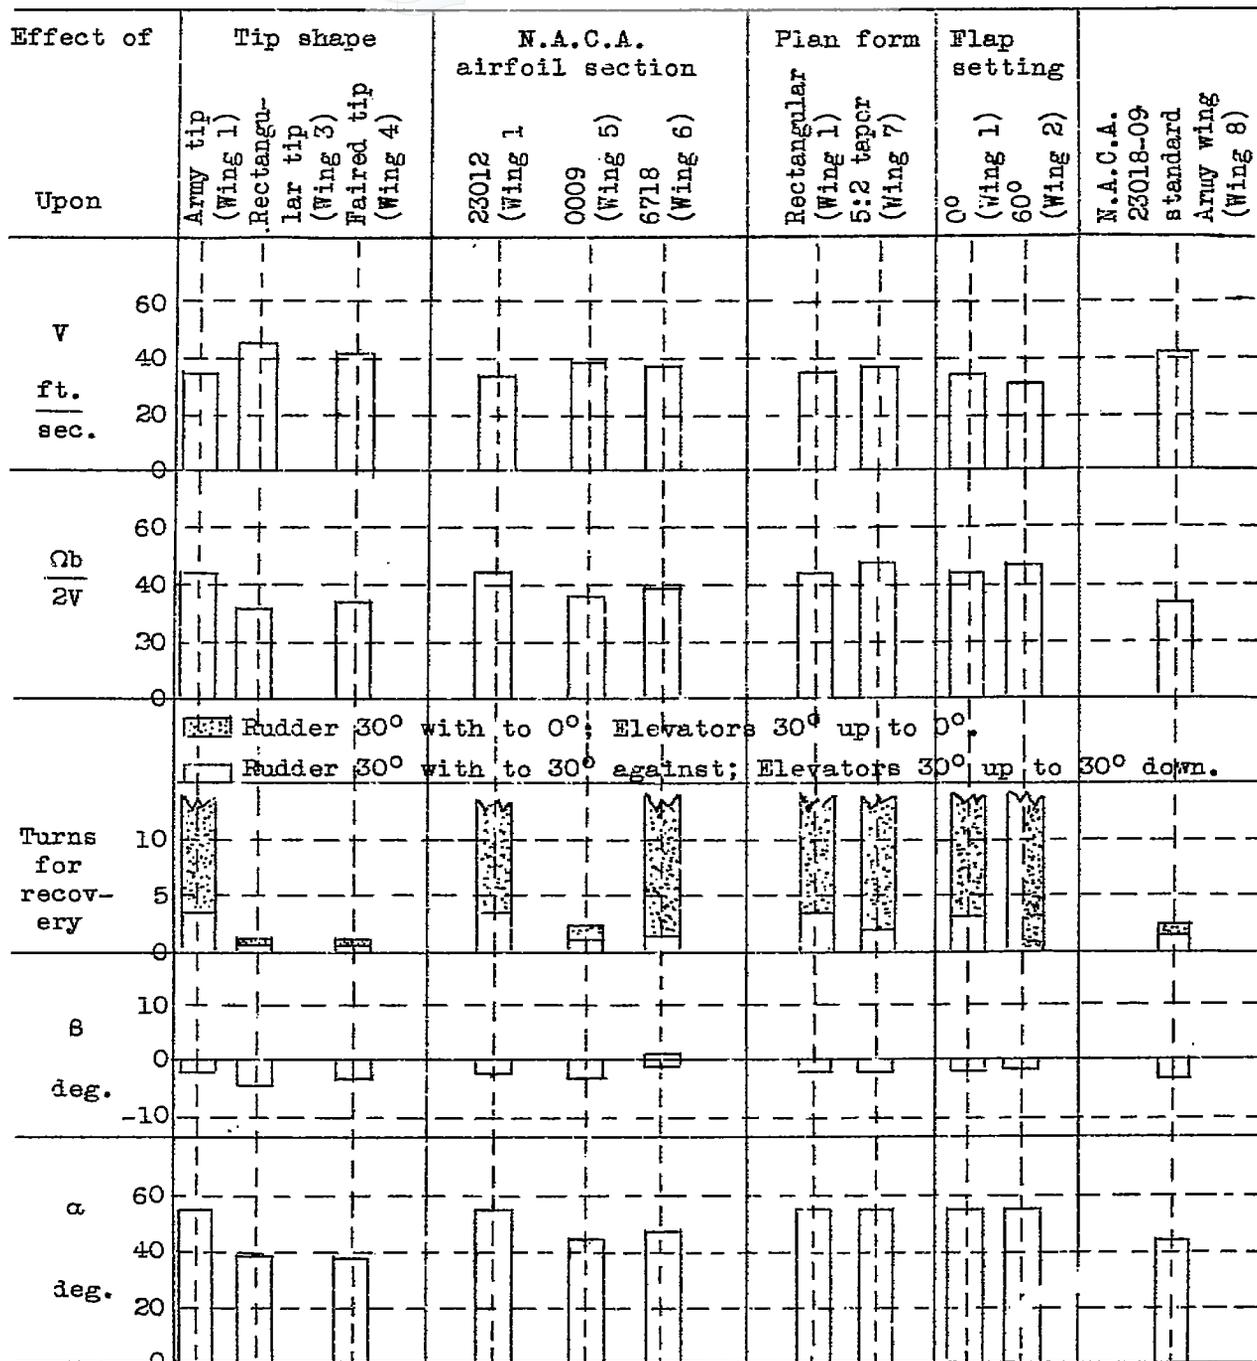 Effect of
Upon
Tip shape
Army tip
(Wing 1)
Rectangu-
lar tip
(Wing 3)
Faired tip
(Wing 4)
N.A.C.A.
airfoil section
23012
(Wing 1
0009
(Wing 5)
6718
(Wing 6)
Plan form
Rectangular
(Wing 1)
5:2 taper
(Wing 7)
Flap
setting
0°
(Wing 1)
60°
(Wing 2)
N.A.C.A.
23018-09
standard
Army wing
(Wing 8)
V
ft.
sec.
60
40
20
0
Ωb
2V
60
40
20
0
Rudder 30° with to 0°; Elevators 30° up to 0°.
Rudder 30° with to 30° against; Elevators 30° up to 30° down.
Turns
for
recov-
ery
10
5
0
β
deg.
10
0
-10
α
deg.
60
40
20
0